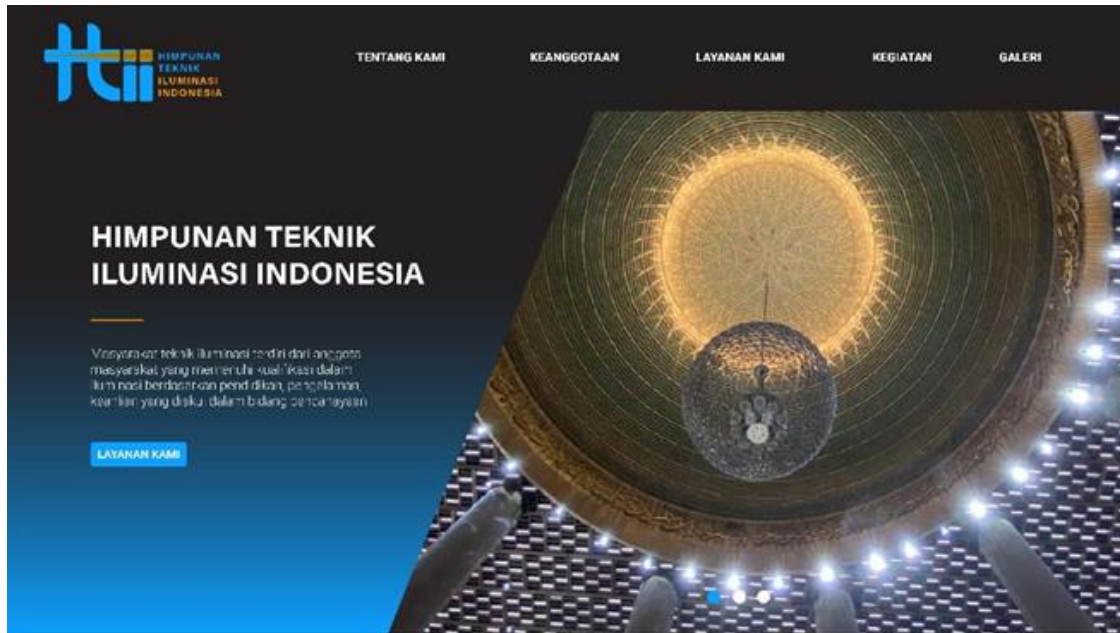 Hii
HIMPUNAN
TEKNIK
ILUMINASI
INDONESIA
TENTANG KAMI
KEANGGOTAAN
LAYANAN KAMI
KEGIATAN
GALERI
HIMPUNAN TEKNIK
ILUMINASI INDONESIA
Masyarakat teknik iluminasi terdiri dari anggota
masyarakat yang memenuhi kualifikasi dalam
iluminasi berdasarkan pendidikan, pengalaman,
keahlian yang diakui dalam bidang pencahayaan
LAYANAN KAMI